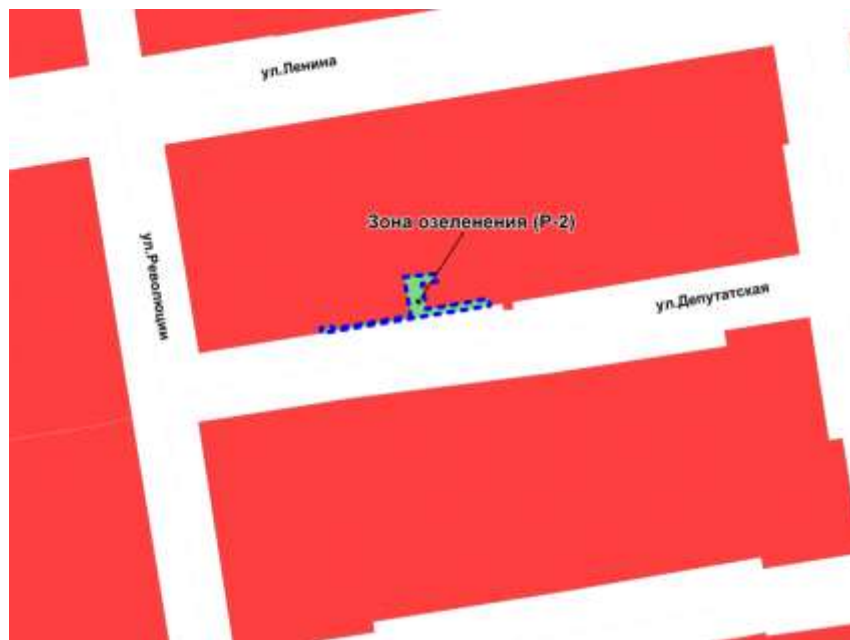 ул.Ленина
Зона озеленения (Р-2)
ул.Революции
ул.Депутатская